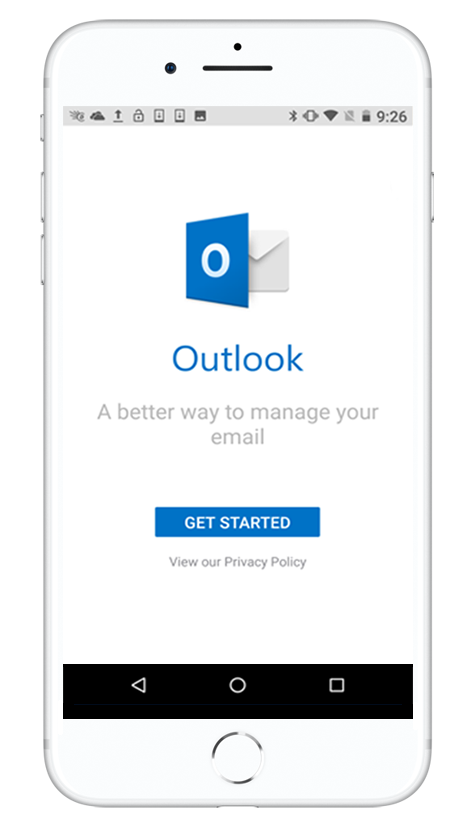 9:26
O
Outlook
A better way to manage your
email
GET STARTED
View our Privacy Policy